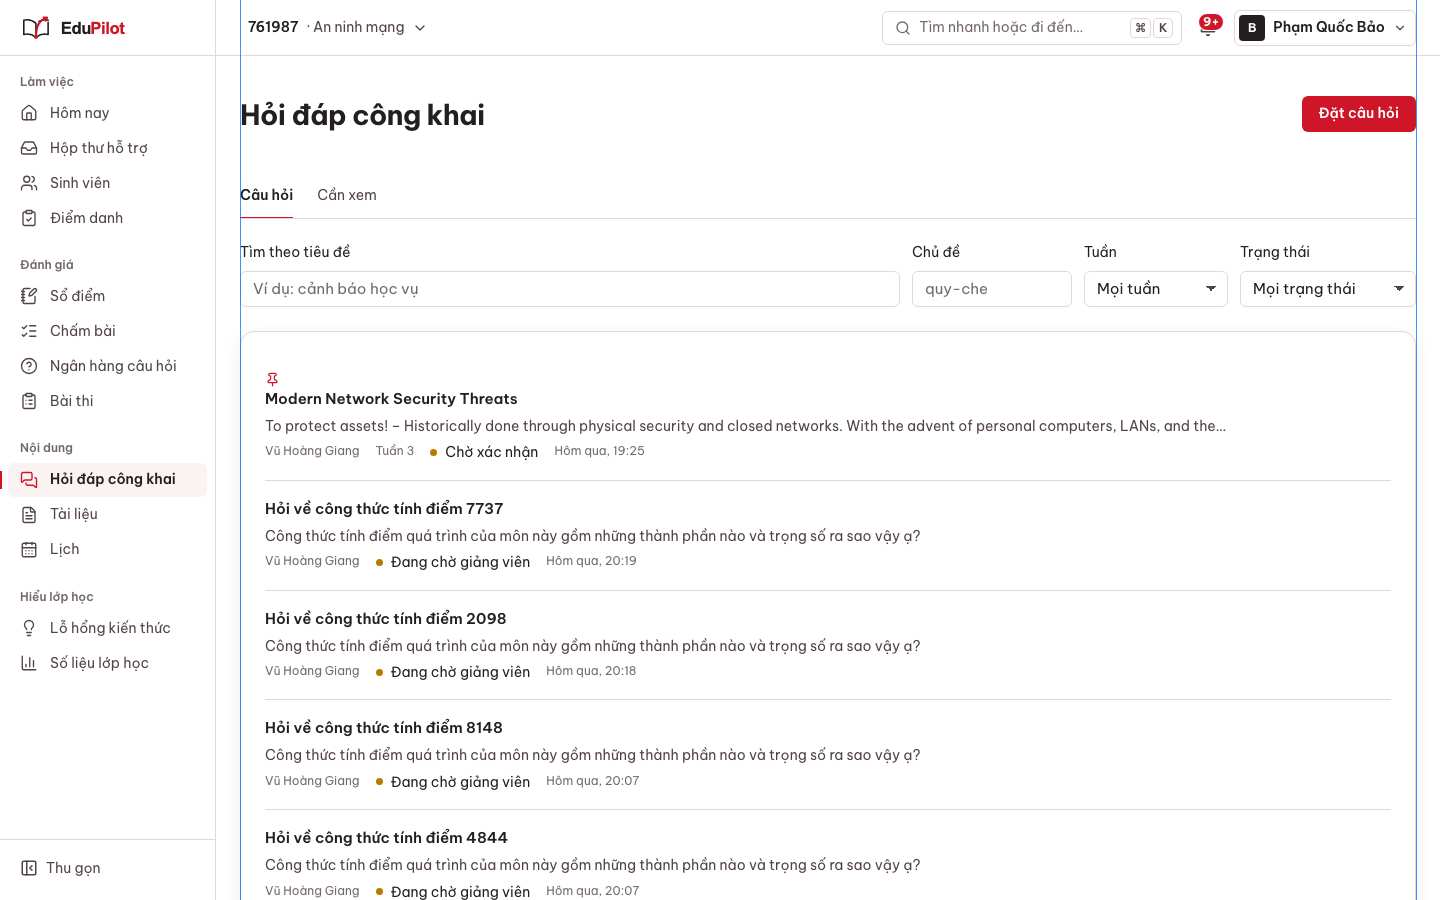 EduPilot
761987 · An ninh mạng
Tìm nhanh hoặc đi đến...
⌘ K
9+
B
Phạm Quốc Bảo
Làm việc
Hôm nay
Hộp thư hỗ trợ
Sinh viên
Điểm danh
Đánh giá
Sổ điểm
Chấm bài
Ngân hàng câu hỏi
Bài thi
Nội dung
Hỏi đáp công khai
Tài liệu
Lịch
Hiểu lớp học
Lỗ hổng kiến thức
Số liệu lớp học
Thu gọn
Hỏi đáp công khai
Đặt câu hỏi
Câu hỏi
Cần xem
Tìm theo tiêu đề
Ví dụ: cảnh báo học vụ
Chủ đề
quy-che
Tuần
Mọi tuần
Trạng thái
Mọi trạng thái
Modern Network Security Threats
To protect assets! – Historically done through physical security and closed networks. With the advent of personal computers, LANs, and the...
Vũ Hoàng Giang Tuần 3 Chờ xác nhận Hôm qua, 19:25
Hỏi về công thức tính điểm 7737
Công thức tính điểm quá trình của môn này gồm những thành phần nào và trọng số ra sao vậy ạ?
Vũ Hoàng Giang Đang chờ giảng viên Hôm qua, 20:19
Hỏi về công thức tính điểm 2098
Công thức tính điểm quá trình của môn này gồm những thành phần nào và trọng số ra sao vậy ạ?
Vũ Hoàng Giang Đang chờ giảng viên Hôm qua, 20:18
Hỏi về công thức tính điểm 8148
Công thức tính điểm quá trình của môn này gồm những thành phần nào và trọng số ra sao vậy ạ?
Vũ Hoàng Giang Đang chờ giảng viên Hôm qua, 20:07
Hỏi về công thức tính điểm 4844
Công thức tính điểm quá trình của môn này gồm những thành phần nào và trọng số ra sao vậy ạ?
Vũ Hoàng Giang Đang chờ giảng viên Hôm qua, 20:07